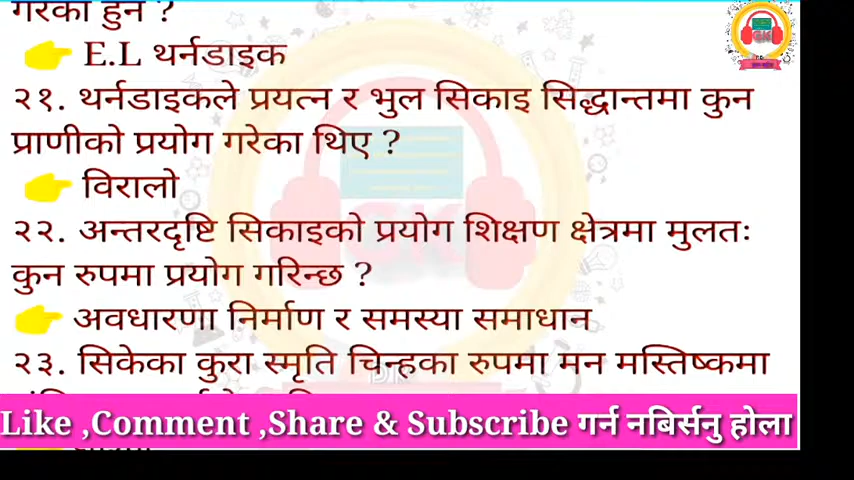 गरेका हुन ?
👉 E.L थर्नडाइक
२१. थर्नडाइकले प्रयत्न र भुल सिकाइ सिद्धान्तमा कुन
प्राणीको प्रयोग गरेका थिए ?
👉 विरालो
२२. अन्तरदृष्टि सिकाइको प्रयोग शिक्षण क्षेत्रमा मुलतः
कुन रुपमा प्रयोग गरिन्छ ?
👉 अवधारणा निर्माण र समस्या समाधान
२३. सिकेका कुरा स्मृति चिन्हका रुपमा मन मस्तिष्कमा
Like ,Comment ,Share & Subscribe गर्न नबिर्सनु होला